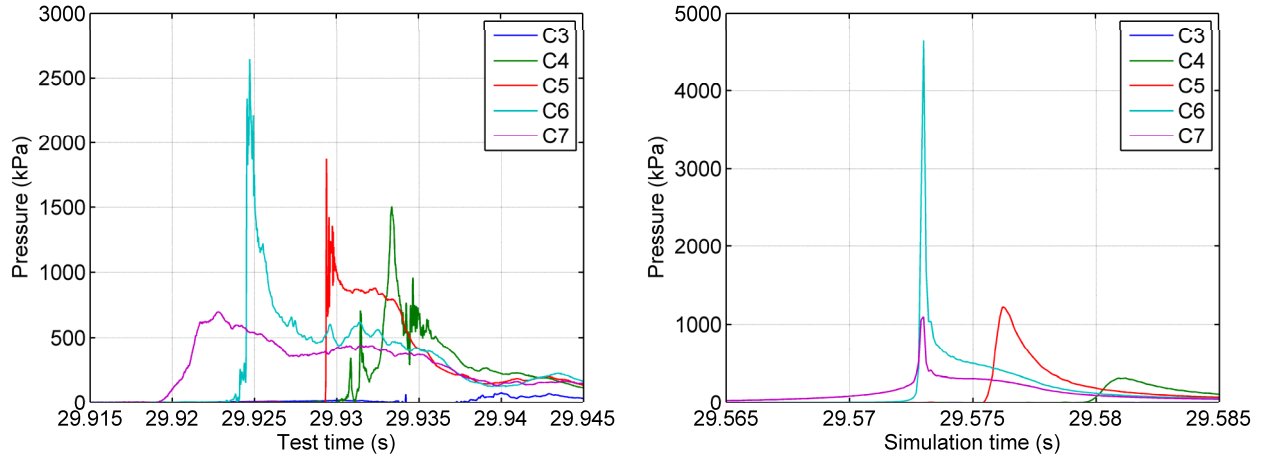 3000
2500
2000
1500
1000
500
0
Pressure (kPa)
29.915 29.92 29.925 29.93 29.935 29.94 29.945
Test time (s)
C3
C4
C5
C6
C7
5000
4000
3000
2000
1000
0
Pressure (kPa)
29.565 29.57 29.575 29.58 29.585
Simulation time (s)
C3
C4
C5
C6
C7